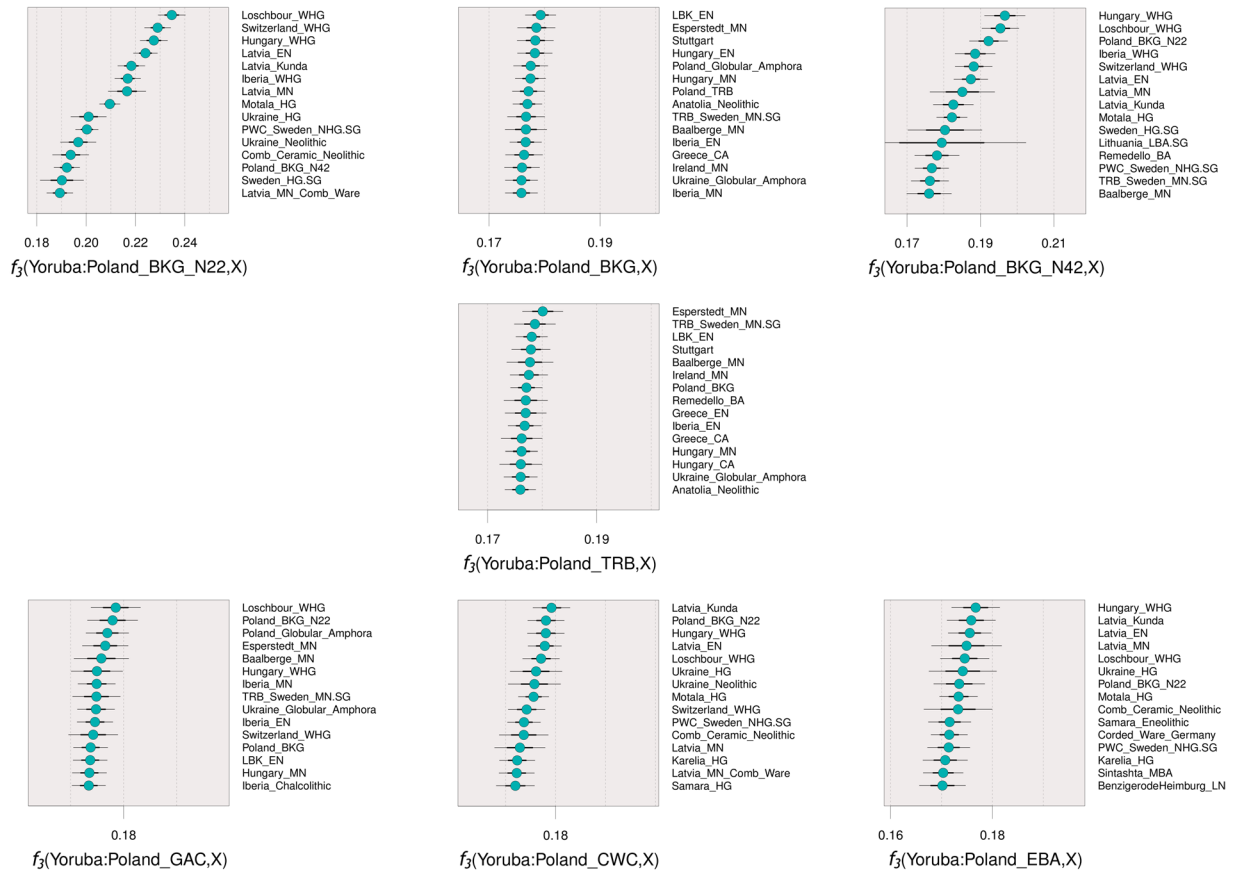 Loschbour_WHG
Switzerland_WHG
Hungary_WHG
Latvia_EN
Latvia_Kunda
Iberia_WHG
Latvia_MN
Motala_HG
Ukraine_HG
PWC_Sweden_NHG.SG
Ukraine_Neolithic
Comb_Ceramic_Neolithic
Poland_BKG_N42
Sweden_HG.SG
Latvia_MN_Comb_Ware
0.18 0.20 0.22 0.24
f3(Yoruba:Poland_BKG_N22,X)
LBK_EN
Esperstedt_MN
Stuttgart
Hungary_EN
Poland_Globular_Amphora
Hungary_MN
Poland_TRB
Anatolia_Neolithic
TRB_Sweden_MN.SG
Baalberge_MN
Iberia_EN
Greece_CA
Ireland_MN
Ukraine_Globular_Amphora
Iberia_MN
0.17 0.19
f3(Yoruba:Poland_BKG,X)
Hungary_WHG
Loschbour_WHG
Poland_BKG_N22
Iberia_WHG
Switzerland_WHG
Latvia_EN
Latvia_MN
Latvia_Kunda
Motala_HG
Sweden_HG.SG
Lithuania_LBA.SG
Remedello_BA
PWC_Sweden_NHG.SG
TRB_Sweden_MN.SG
Baalberge_MN
0.17 0.19 0.21
f3(Yoruba:Poland_BKG_N42,X)
Esperstedt_MN
TRB_Sweden_MN.SG
LBK_EN
Stuttgart
Baalberge_MN
Ireland_MN
Poland_BKG
Remedello_BA
Greece_EN
Iberia_EN
Greece_CA
Hungary_MN
Hungary_CA
Ukraine_Globular_Amphora
Anatolia_Neolithic
0.17 0.19
f3(Yoruba:Poland_TRB,X)
Loschbour_WHG
Poland_BKG_N22
Poland_Globular_Amphora
Esperstedt_MN
Baalberge_MN
Hungary_WHG
Iberia_MN
TRB_Sweden_MN.SG
Ukraine_Globular_Amphora
Iberia_EN
Switzerland_WHG
Poland_BKG
LBK_EN
Hungary_MN
Iberia_Chalcolithic
0.18
f3(Yoruba:Poland_GAC,X)
Latvia_Kunda
Poland_BKG_N22
Hungary_WHG
Latvia_EN
Loschbour_WHG
Ukraine_HG
Ukraine_Neolithic
Motala_HG
Switzerland_WHG
PWC_Sweden_NHG.SG
Comb_Ceramic_Neolithic
Latvia_MN
Karelia_HG
Latvia_MN_Comb_Ware
Samara_HG
0.18
f3(Yoruba:Poland_CWC,X)
Hungary_WHG
Latvia_Kunda
Latvia_EN
Latvia_MN
Loschbour_WHG
Ukraine_HG
Poland_BKG_N22
Motala_HG
Comb_Ceramic_Neolithic
Samara_Eneolithic
Corded_Ware_Germany
PWC_Sweden_NHG.SG
Karelia_HG
Sintashta_MBA
BenzigerodeHeimburg_LN
0.16 0.18
f3(Yoruba:Poland_EBA,X)